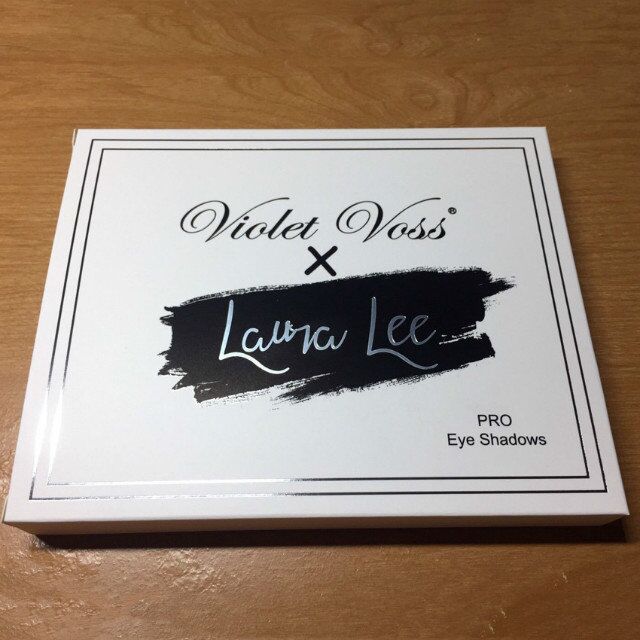 Violet Voss®
X
Laura Lee
PRO
Eye Shadows